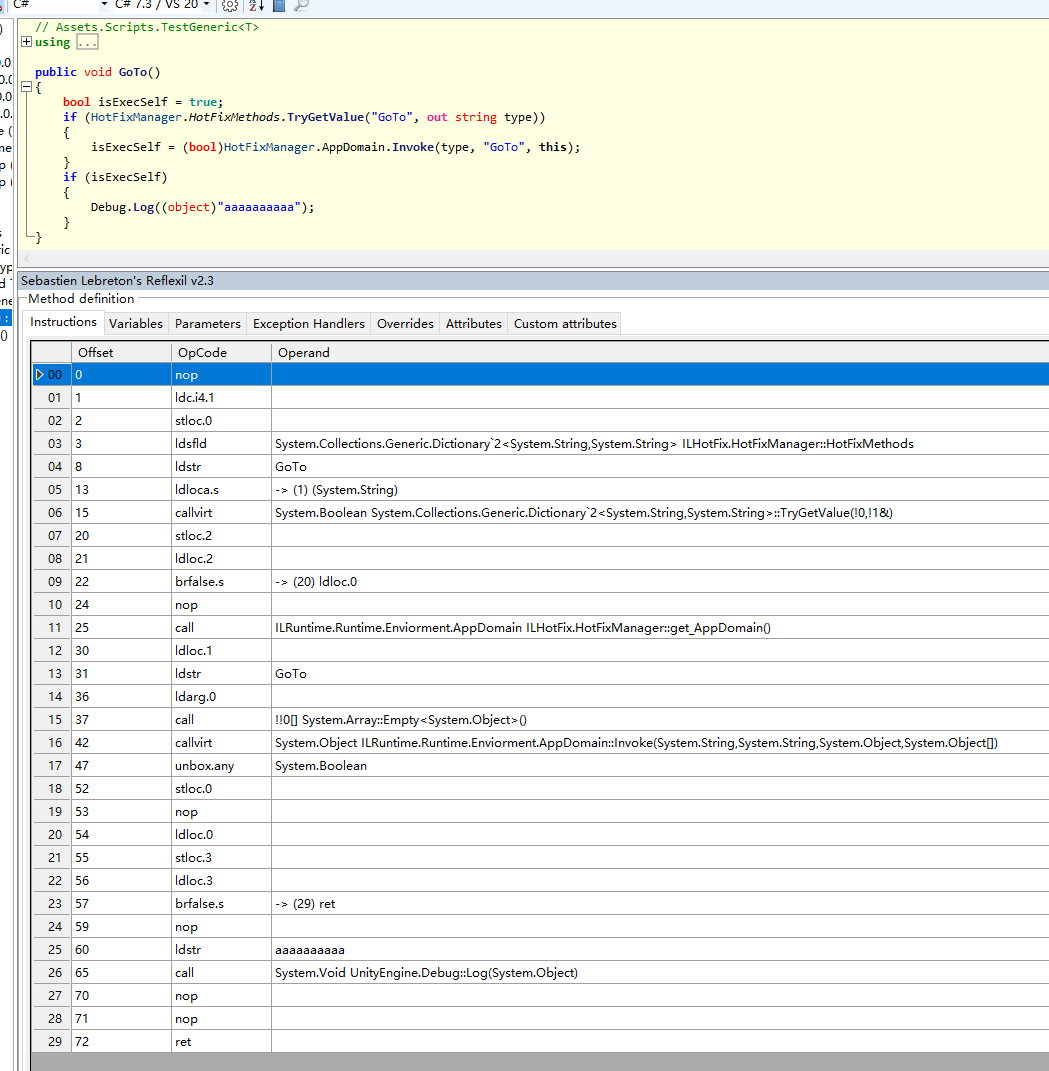 C# C# 7.3 / VS 20
// Assets.Scripts.TestGeneric<T>
using ...
public void GoTo()
{
bool isExecSelf = true;
if (HotFixManager.HotFixMethods.TryGetValue("GoTo", out string type))
{
isExecSelf = (bool)HotFixManager.AppDomain.Invoke(type, "GoTo", this);
}
if (isExecSelf)
{
Debug.Log((object)"aaaaaaaaaa");
}
}
Sebastien Lebreton's Reflexil v2.3
Method definition
Instructions Variables Parameters Exception Handlers Overrides Attributes Custom attributes
Offset OpCode Operand
00 0 nop
01 1 ldc.i4.1
02 2 stloc.0
03 3 ldsfld System.Collections.Generic.Dictionary`2<System.String,System.String> ILHotFix.HotFixManager::HotFixMethods
04 8 ldstr GoTo
05 13 ldloca.s -> (1) (System.String)
06 15 callvirt System.Boolean System.Collections.Generic.Dictionary`2<System.String,System.String>::TryGetValue(!0,!1&)
07 20 stloc.2
08 21 ldloc.2
09 22 brfalse.s -> (20) ldloc.0
10 24 nop
11 25 call ILRuntime.Runtime.Enviorment.AppDomain ILHotFix.HotFixManager::get_AppDomain()
12 30 ldloc.1
13 31 ldstr GoTo
14 36 ldarg.0
15 37 call !!0[] System.Array::Empty<System.Object>()
16 42 callvirt System.Object ILRuntime.Runtime.Enviorment.AppDomain::Invoke(System.String,System.String,System.Object,System.Object[])
17 47 unbox.any System.Boolean
18 52 stloc.0
19 53 nop
20 54 ldloc.0
21 55 stloc.3
22 56 ldloc.3
23 57 brfalse.s -> (29) ret
24 59 nop
25 60 ldstr aaaaaaaaaa
26 65 call System.Void UnityEngine.Debug::Log(System.Object)
27 70 nop
28 71 nop
29 72 ret